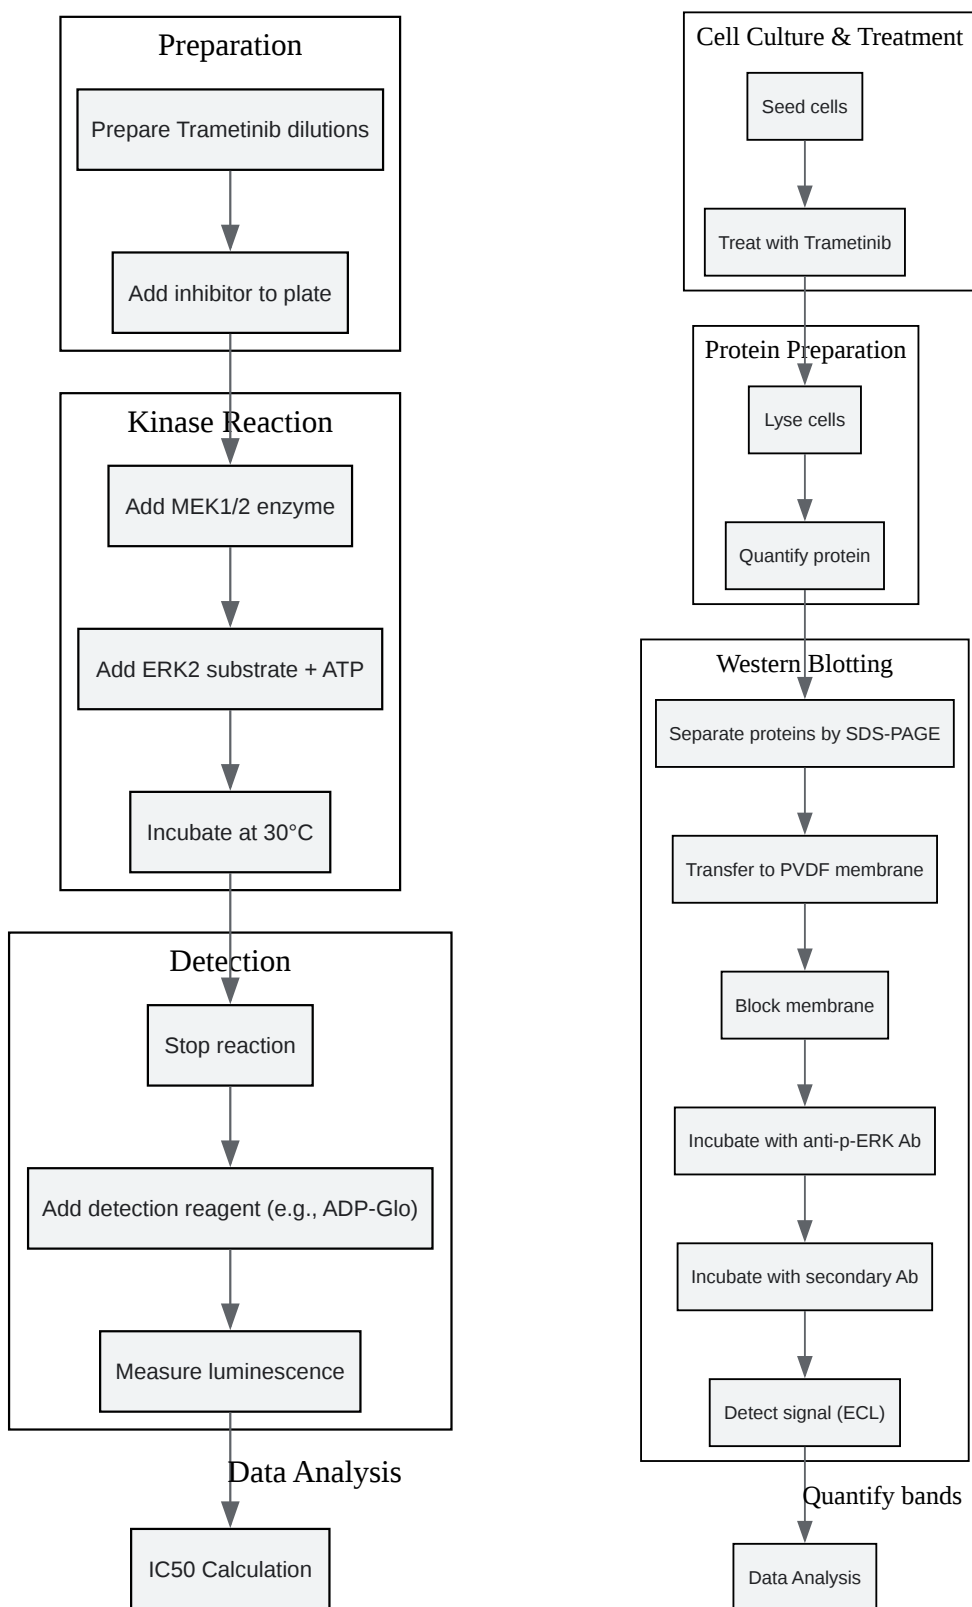 Preparation
Prepare Trametinib dilutions
Add inhibitor to plate
Kinase Reaction
Add MEK1/2 enzyme
Add ERK2 substrate + ATP
Incubate at 30°C
Detection
Stop reaction
Add detection reagent (e.g., ADP-Glo)
Measure luminescence
Data Analysis
IC50 Calculation
Cell Culture & Treatment
Seed cells
Treat with Trametinib
Protein Preparation
Lyse cells
Quantify protein
Western Blotting
Separate proteins by SDS-PAGE
Transfer to PVDF membrane
Block membrane
Incubate with anti-p-ERK Ab
Incubate with secondary Ab
Detect signal (ECL)
Quantify bands
Data Analysis